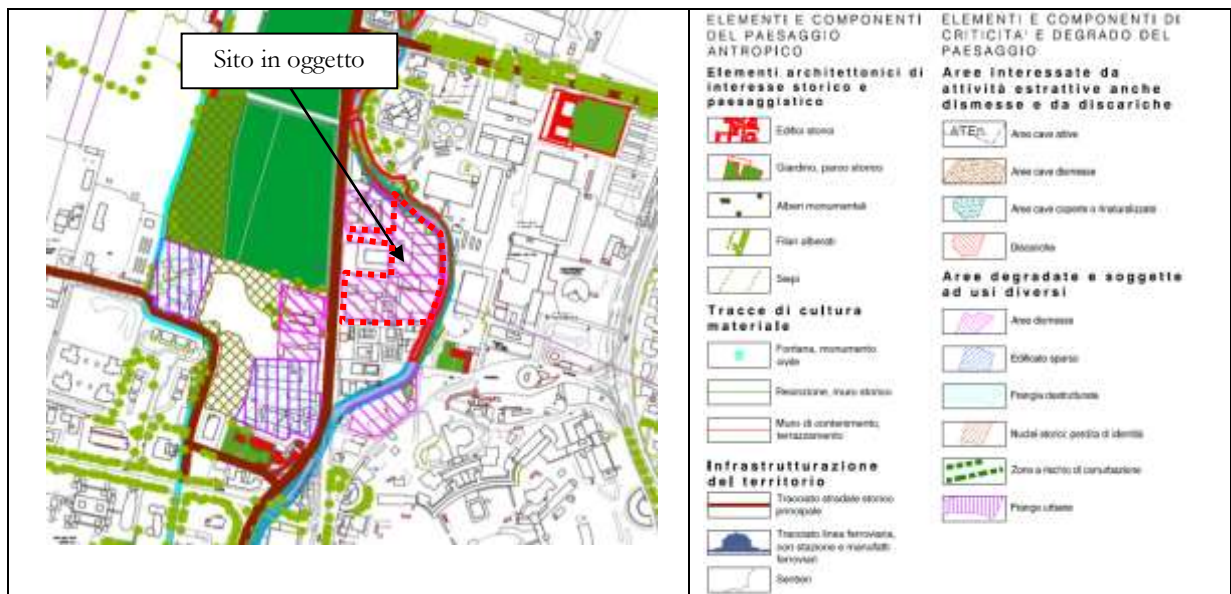 Sito in oggetto
ELEMENTI E COMPONENTI
DEL PAESAGGIO
ANTROPICO
Elementi architettonici di
interesse storico e
paesaggistico
Edifici storici
Giardino, parco storico
Alberi monumentali
Filari alberati
Siepi
Tracce di cultura
materiale
Fontana, monumento
civile
Recinzione, muro storico
Muro di contenimento,
terrazzamento
Infrastrutturazione
del territorio
Tracciato stradale storico
principale
Tracciato linea ferroviaria,
con stazione e manufatti
ferroviari
Sentieri
ELEMENTI E COMPONENTI DI
CRITICITA' E DEGRADO DEL
PAESAGGIO
Aree interessate da
attività estrattive anche
dismesse e da discariche
ATEn.
Aree cave attive
Aree cave dismesse
Aree cave coperte o rinaturalizzate
Discariche
Aree degradate e soggette
ad usi diversi
Aree dismesse
Edificato sparso
Frangia destrutturata
Nuclei storici: perdita di identità
Zone a rischio di conurbazione
Frange urbane